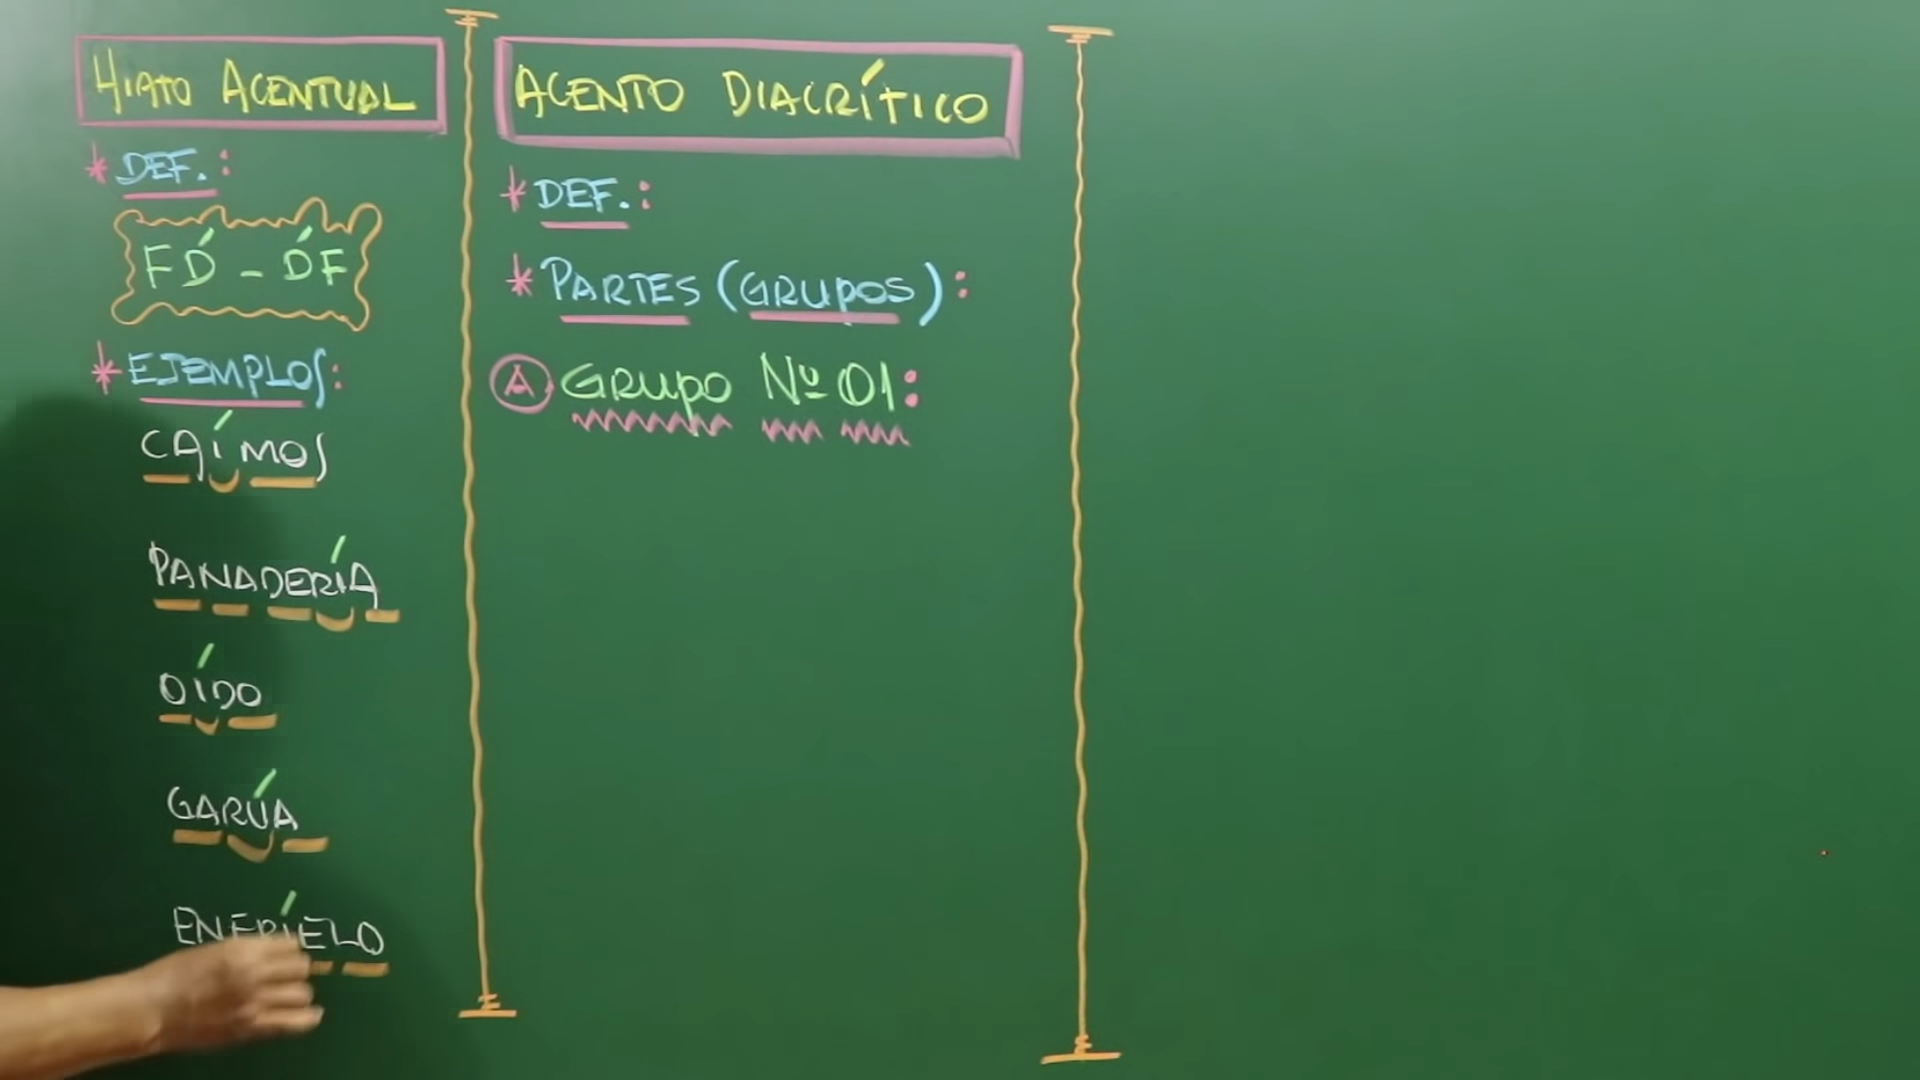 HIATO ACENTUAL
* DEF.:
FD́ - D́F
* EJEMPLOS:
CAÍMOS
PANADERÍA
OÍDO
GARÚA
ENFRÍELO
ACENTO DIACRÍTICO
* DEF.:
* PARTES (GRUPOS):
A GRUPO Nº 01: